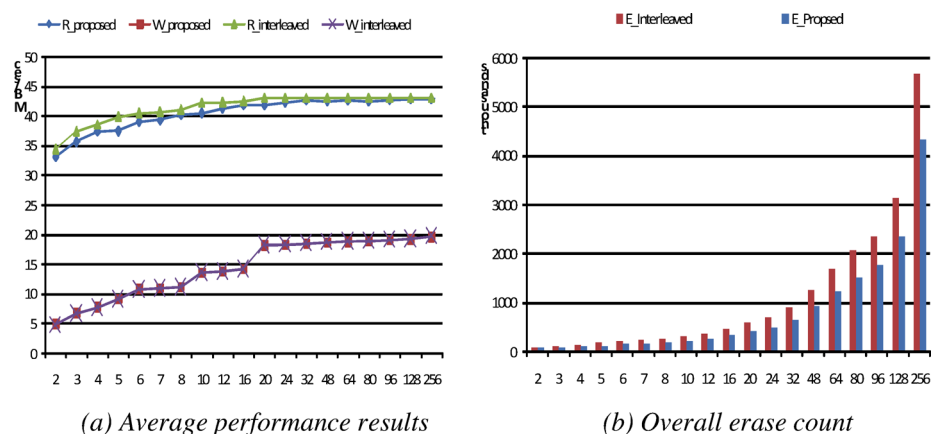 R_proposed W_proposed R_interleaved W_interleaved
MB/sec
50
45
40
35
30
25
20
15
10
5
0
2 3 4 5 6 7 8 10 12 16 20 24 32 48 64 80 96 128 256
(a) Average performance results
E_Interleaved E_Propsed
thousands
6000
5000
4000
3000
2000
1000
0
2 3 4 5 6 7 8 10 12 16 20 24 32 48 64 80 96 128 256
(b) Overall erase count